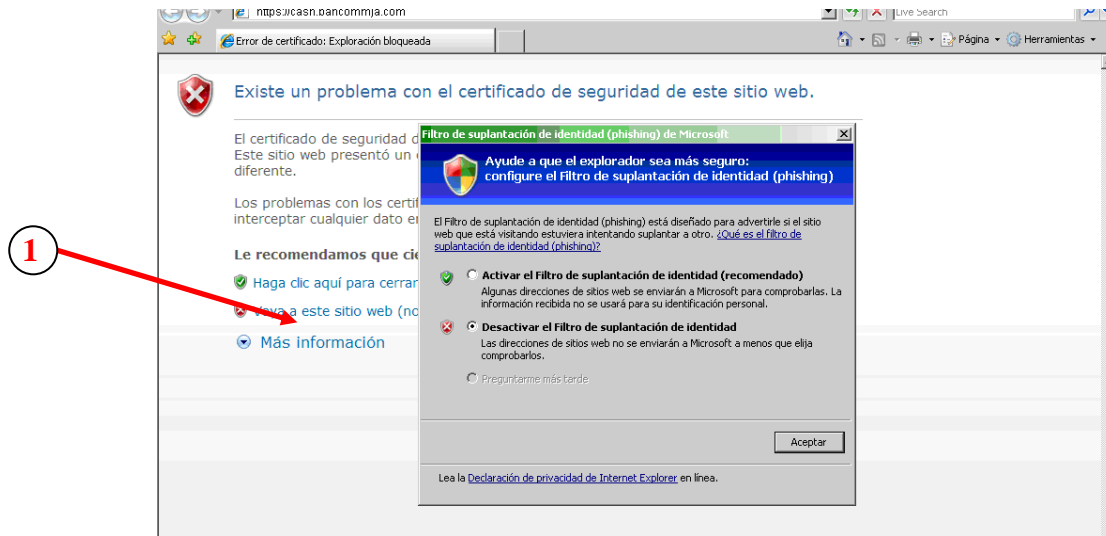 https://cash.bancommja.com
Live Search
Error de certificado: Exploración bloqueada
Página
Herramientas
Existe un problema con el certificado de seguridad de este sitio web.
El certificado de seguridad
Este sitio web presentó un
diferente.
Los problemas con los
interceptar cualquier dato
Le recomendamos que
Haga clic aquí para cerrar
Vaya a este sitio web
Más información
1
Filtro de suplantación de identidad (phishing) de Microsoft
Ayude a que el explorador sea más seguro:
configure el Filtro de suplantación de identidad (phishing)
El Filtro de suplantación de identidad (phishing) está diseñado para advertirle si el sitio
web que está visitando estuviera intentando suplantar a otro. ¿Qué es el filtro de
suplantación de identidad (phishing)?
Activar el Filtro de suplantación de identidad (recomendado)
Algunas direcciones de sitios web se enviarán a Microsoft para comprobarlas. La
información recibida no se usará para su identificación personal.
Desactivar el Filtro de suplantación de identidad
Las direcciones de sitios web no se enviarán a Microsoft a menos que elija
comprobarlos.
Preguntarme más tarde
Aceptar
Lea la Declaración de privacidad de Internet Explorer en línea.